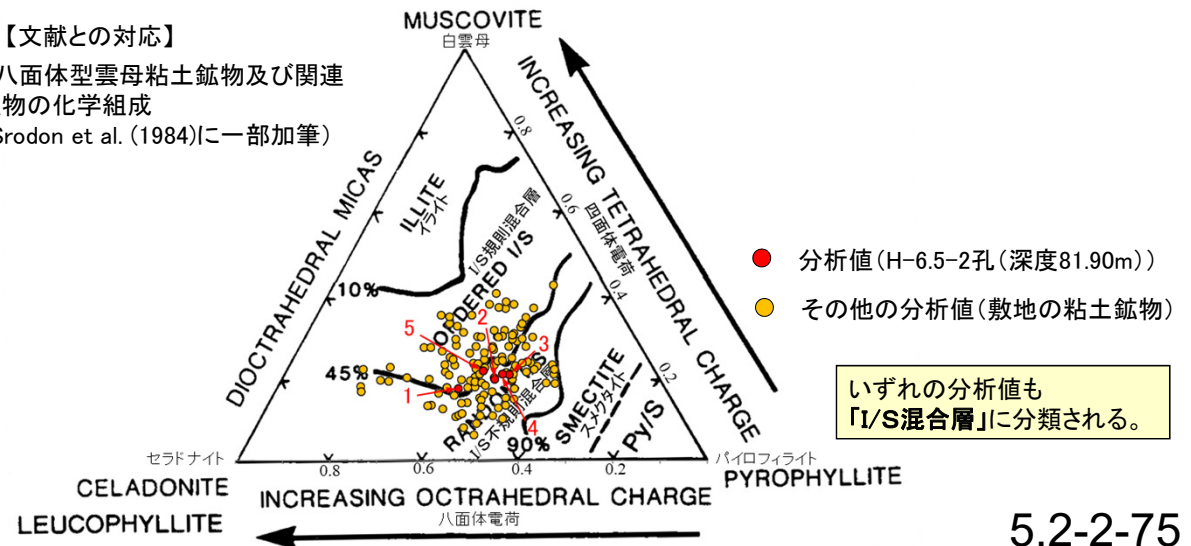 【文献との対応】
八面体型雲母粘土鉱物及び関連
物の化学組成
Srodon et al. (1984)に一部加筆)
MUSCOVITE
白雲母
DIOCTRAHEDRAL MICAS
INCREASING TETRAHEDRAL CHARGE
四面体電荷
0.8
0.6
0.4
0.2
ILLITE
イライト
I/S規則混合層
ORDERED I/S
10%
45%
90%
I/S不規則混合層
SMECTITE
スメクタイト
Py/S
1
2
3
4
5
セラドナイト
0.8
0.6
0.4
0.2
パイロフィライト
CELADONITE
LEUCOPHYLLITE
INCREASING OCTRAHEDRAL CHARGE
八面体電荷
PYROPHYLLITE
分析値(H-6.5-2孔(深度81.90m))
その他の分析値(敷地の粘土鉱物)
いずれの分析値も
「I/S混合層」に分類される。
5.2-2-75